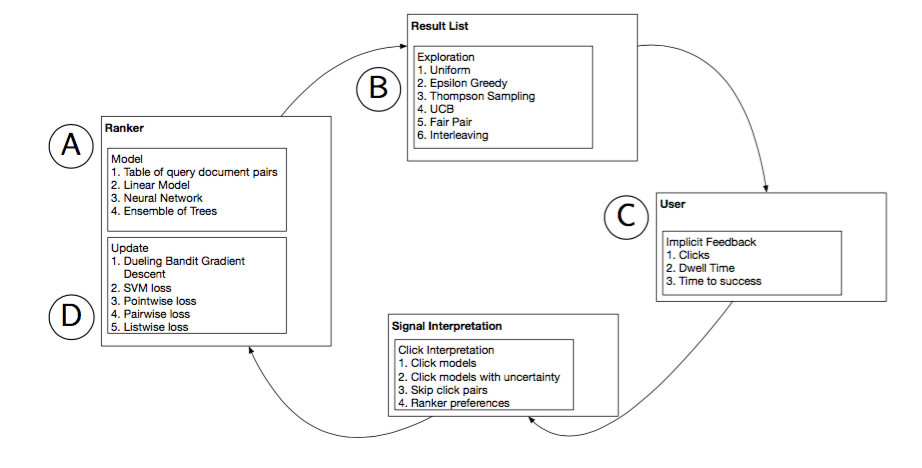 Result List
Exploration
1. Uniform
2. Epsilon Greedy
3. Thompson Sampling
4. UCB
5. Fair Pair
6. Interleaving
B
A
Ranker
Model
1. Table of query document pairs
2. Linear Model
3. Neural Network
4. Ensemble of Trees
Update
1. Dueling Bandit Gradient
Descent
2. SVM loss
3. Pointwise loss
4. Pairwise loss
5. Listwise loss
D
C
User
Implicit Feedback
1. Clicks
2. Dwell Time
3. Time to success
Signal Interpretation
Click Interpretation
1. Click models
2. Click models with uncertainty
3. Skip click pairs
4. Ranker preferences